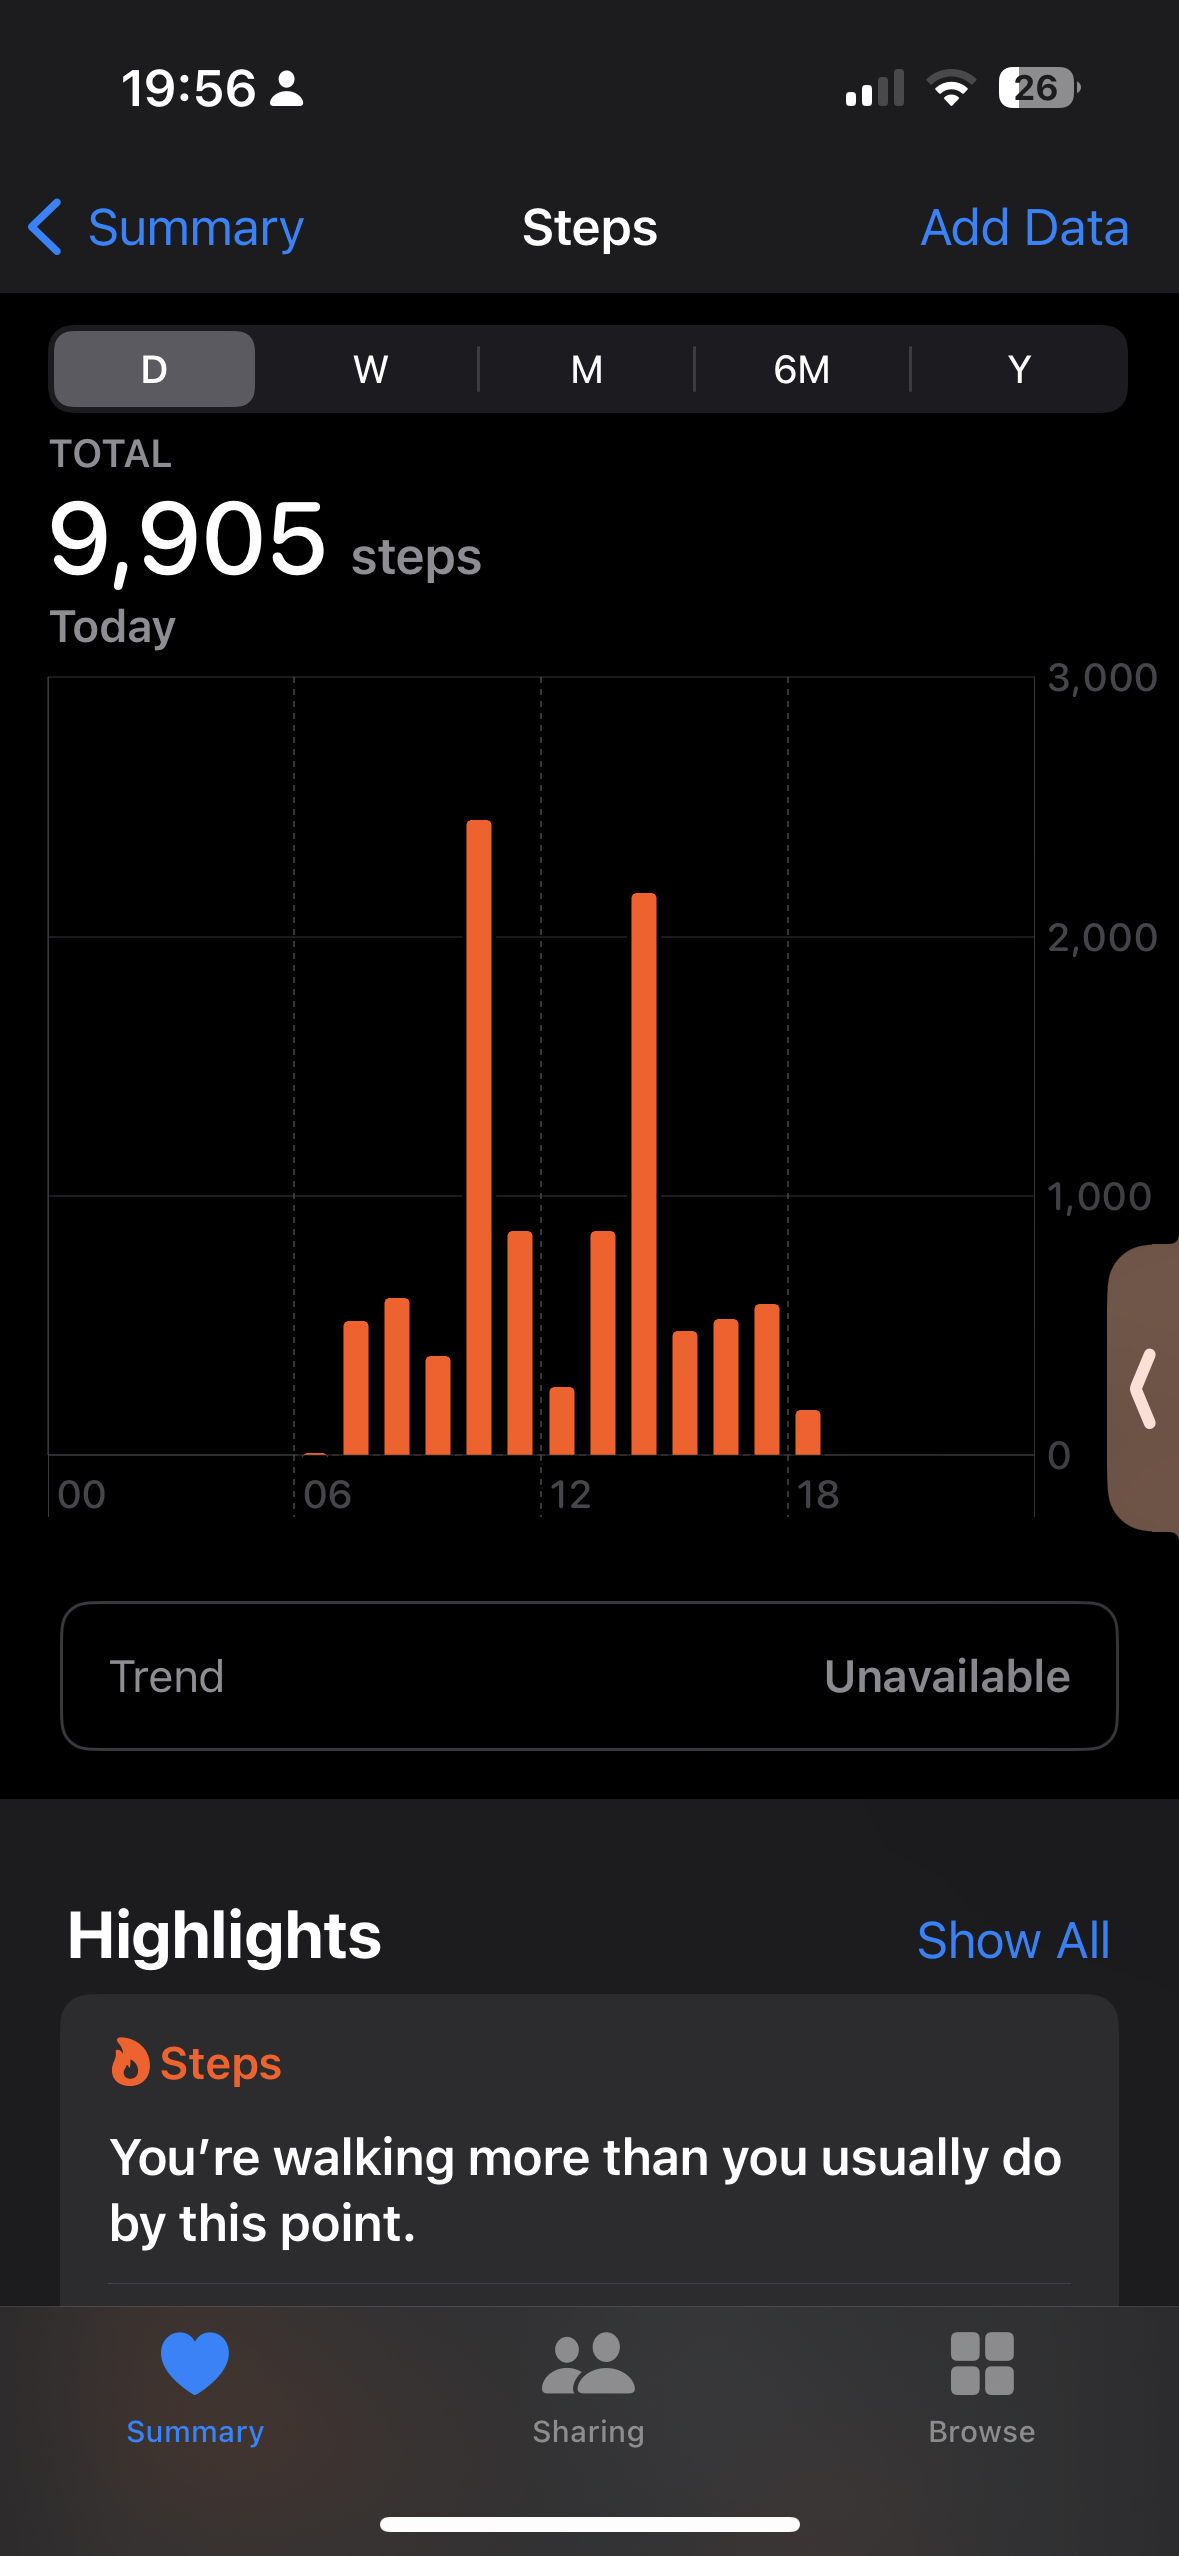 19:56
26
Summary
Steps
Add Data
D
W
M
6M
Y
TOTAL
9,905 steps
Today
3,000
2,000
1,000
0
00
06
12
18
Trend
Unavailable
Highlights
Show All
Steps
You’re walking more than you usually do
by this point.
Summary
Sharing
Browse